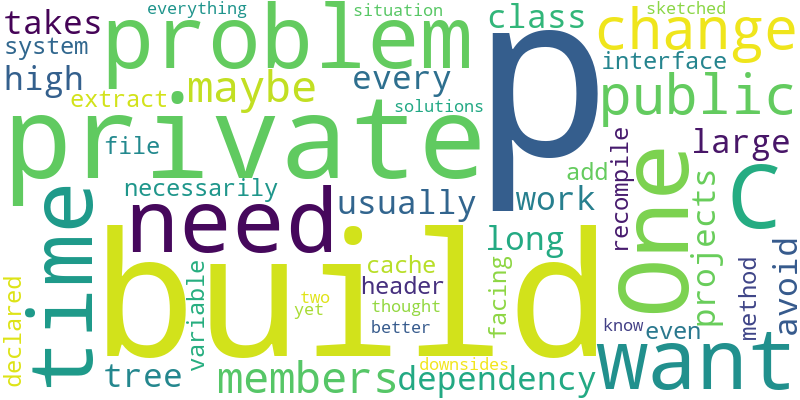 everything situation sketched
takes problem p class change
system interface
high maybe every public
extract solutions
private file large
necessarily add work recompile
time need usually one C
long projects avoid
build cache facing method
variable header
declared two thought
yet better know even
tree downsides want
members dependency